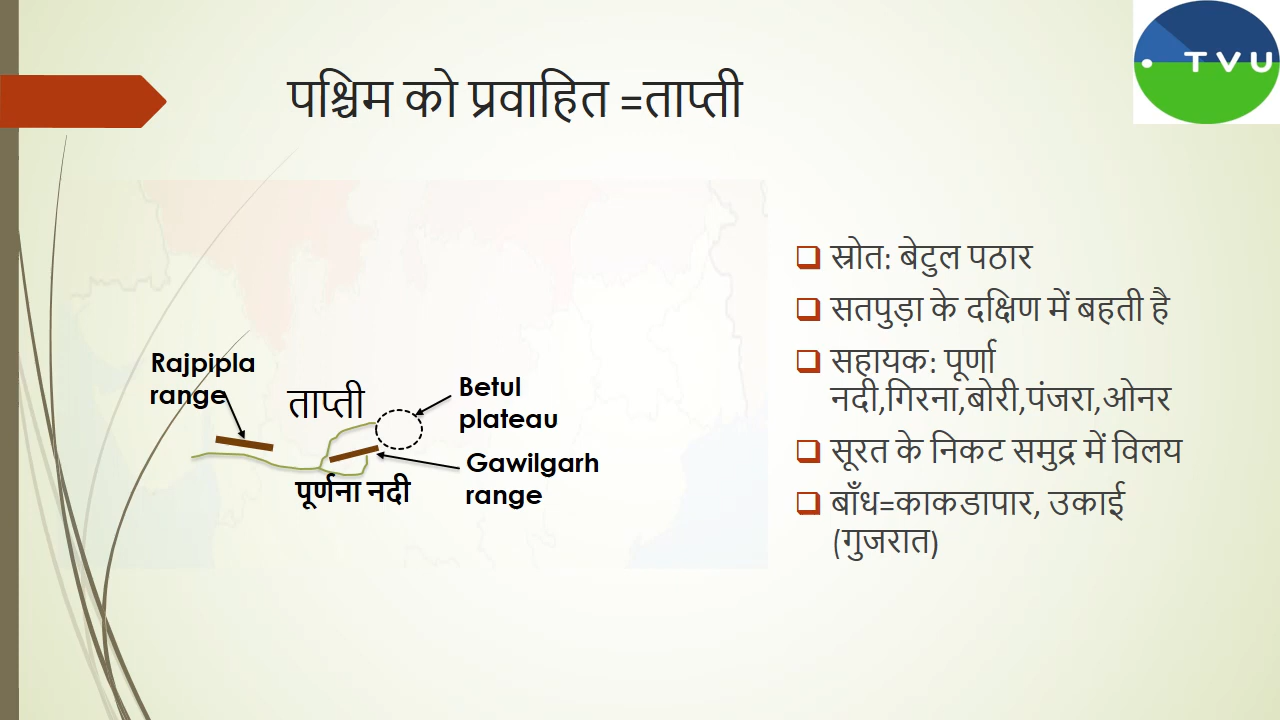 TVU
पश्चिम को प्रवाहित =ताप्ती
Rajpipla
range
ताप्ती
Betul
plateau
Gawilgarh
range
पूर्णना नदी
स्रोत: बेटुल पठार
सतपुड़ा के दक्षिण में बहती है
सहायक: पूर्णा
नदी,गिरना,बोरी,पंजरा,ओनर
सूरत के निकट समुद्र में विलय
बाँध=काकडापार, उकाई
(गुजरात)